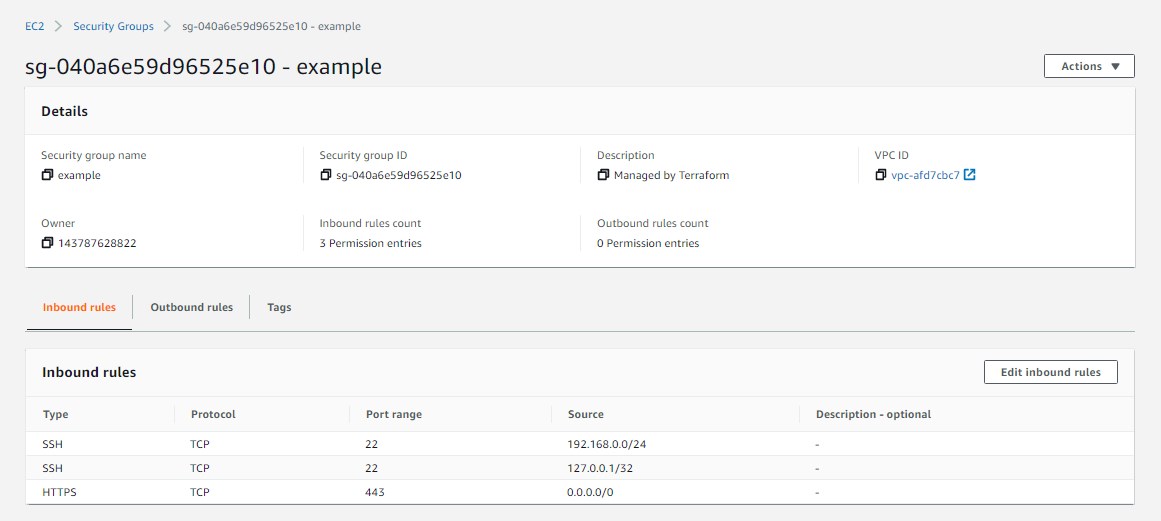 EC2 > Security Groups > sg-040a6e59d96525e10 - example
sg-040a6e59d96525e10 - example
Actions ▼
Details
Security group name Security group ID Description VPC ID
example sg-040a6e59d96525e10 Managed by Terraform vpc-afd7cbc7
Owner Inbound rules count Outbound rules count
143787628822 3 Permission entries 0 Permission entries
Inbound rules Outbound rules Tags
Inbound rules Edit inbound rules
Type Protocol Port range Source Description - optional
SSH TCP 22 192.168.0.0/24 -
SSH TCP 22 127.0.0.1/32 -
HTTPS TCP 443 0.0.0.0/0 -